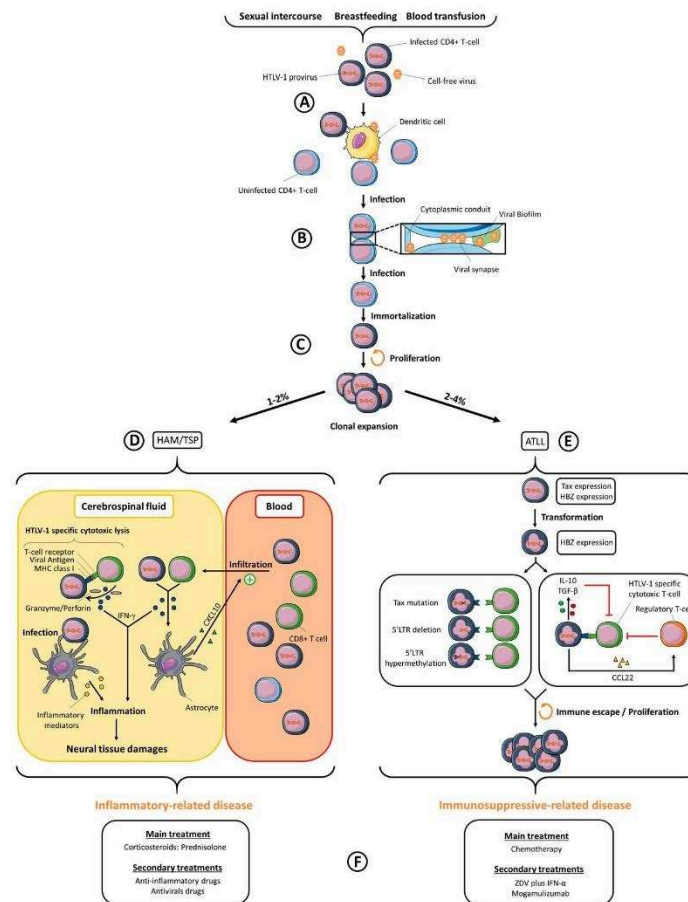 Sexual intercourse Breastfeeding Blood transfusion
Infected CD4+ T-cell
HTLV-1 provirus
Cell-free virus
A
Dendritic cell
Uninfected CD4+ T-cell
Infection
Cytoplasmic conduit
Viral Biofilm
B
Viral synapse
Infection
Immortalization
C
Proliferation
1-2%
2-4%
Clonal expansion
D
HAM/TSP
Cerebrospinal fluid
Blood
HTLV-1 specific cytotoxic lysis
T-cell receptor
Viral Antigen
MHC class I
Infiltration
Granzyme/Perforin
IFN-γ
CXCL10
CD8+ T cell
Infection
Astrocyte
Inflammatory
mediators
Inflammation
Neural tissue damages
Inflammatory-related disease
Main treatment
Corticosteroids: Prednisolone
Secondary treatments
Anti-inflammatory drugs
Antivirals drugs
ATLL
E
Tax expression
HBZ expression
Transformation
HBZ expression
Tax mutation
5'LTR
deletion
5'LTR
hypermethylation
IL-10
TGF-β
HTLV-1 specific
cytotoxic T-cell
Regulatory T-ce
CCL22
Immune escape / Proliferation
Immunosuppressive-related disease
Main treatment
Chemotherapy
Secondary treatments
ZDV plus IFN-α
Mogamulizumab
F